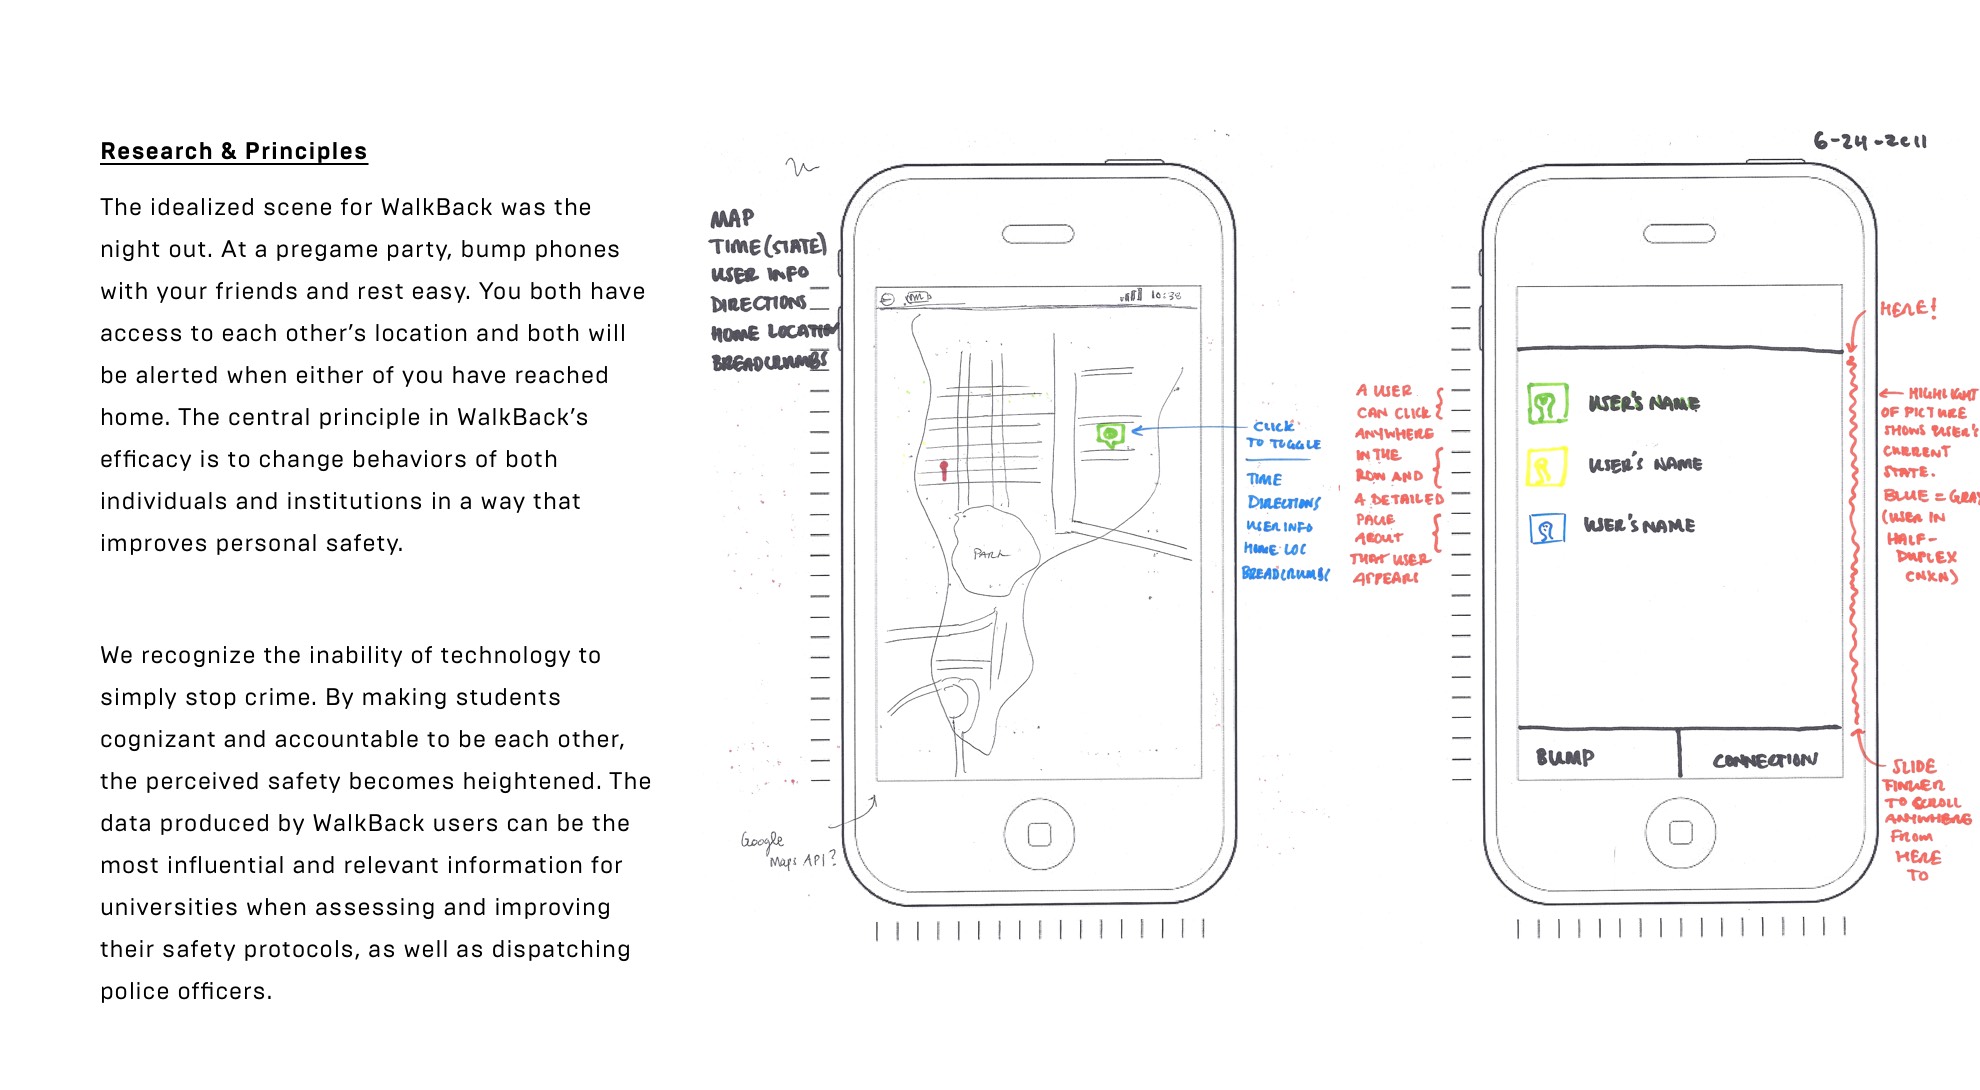 Research & Principles
The idealized scene for WalkBack was the
night out. At a pregame party, bump phones
with your friends and rest easy. You both have
access to each other’s location and both will
be alerted when either of you have reached
home. The central principle in WalkBack’s
efficacy is to change behaviors of both
individuals and institutions in a way that
improves personal safety.
We recognize the inability of technology to
simply stop crime. By making students
cognizant and accountable to be each other,
the perceived safety becomes heightened. The
data produced by WalkBack users can be the
most influential and relevant information for
universities when assessing and improving
their safety protocols, as well as dispatching
police officers.
MAP
TIME (STATE)
USER INFO
DIRECTIONS
HOME LOCATION
BREADCRUMBS
10:38
PARK
Google
Maps API?
CLICK
TO TOGGLE
TIME
DIRECTIONS
USER INFO
HOME LOC
BREADCRUMBS
6-24-2011
A USER
CAN CLICK
ANYWHERE
IN THE
ROW AND
A DETAILED
PAGE
ABOUT
THAT USER
APPEARS
USER'S NAME
USER'S NAME
USER'S NAME
BUMP
CONNECTION
HERE!
HIGHLIGHT
OF PICTURE
SHOWS USER'S
CURRENT
STATE.
BLUE = GRAY
(USER IN
HALF-
DUPLEX
CNXN)
SLIDE
FINGER
TO SCROLL
ANYWHERE
FROM
HERE
TO